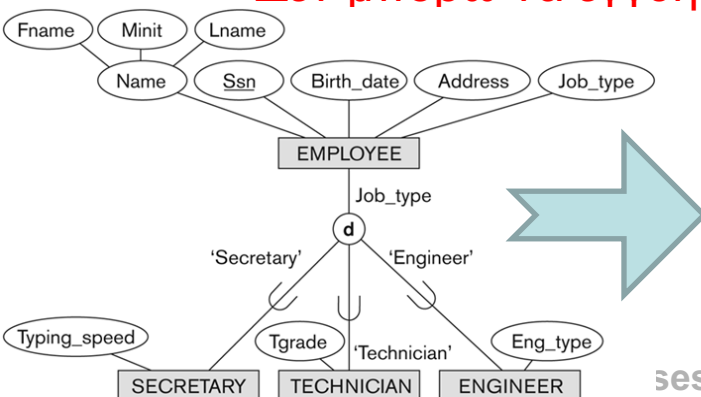 Fname Minit Lname
Name Ssn Birth_date Address Job_type
EMPLOYEE
Job_type
d
'Secretary' 'Engineer'
Typing_speed Tgrade 'Technician' Eng_type
SECRETARY TECHNICIAN ENGINEER